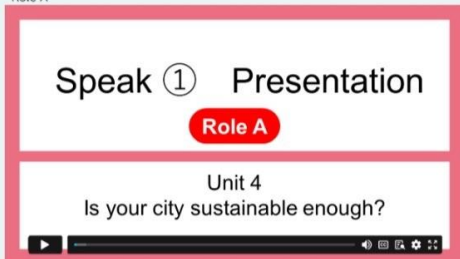 Speak ① Presentation
Role A
Unit 4
Is your city sustainable enough?